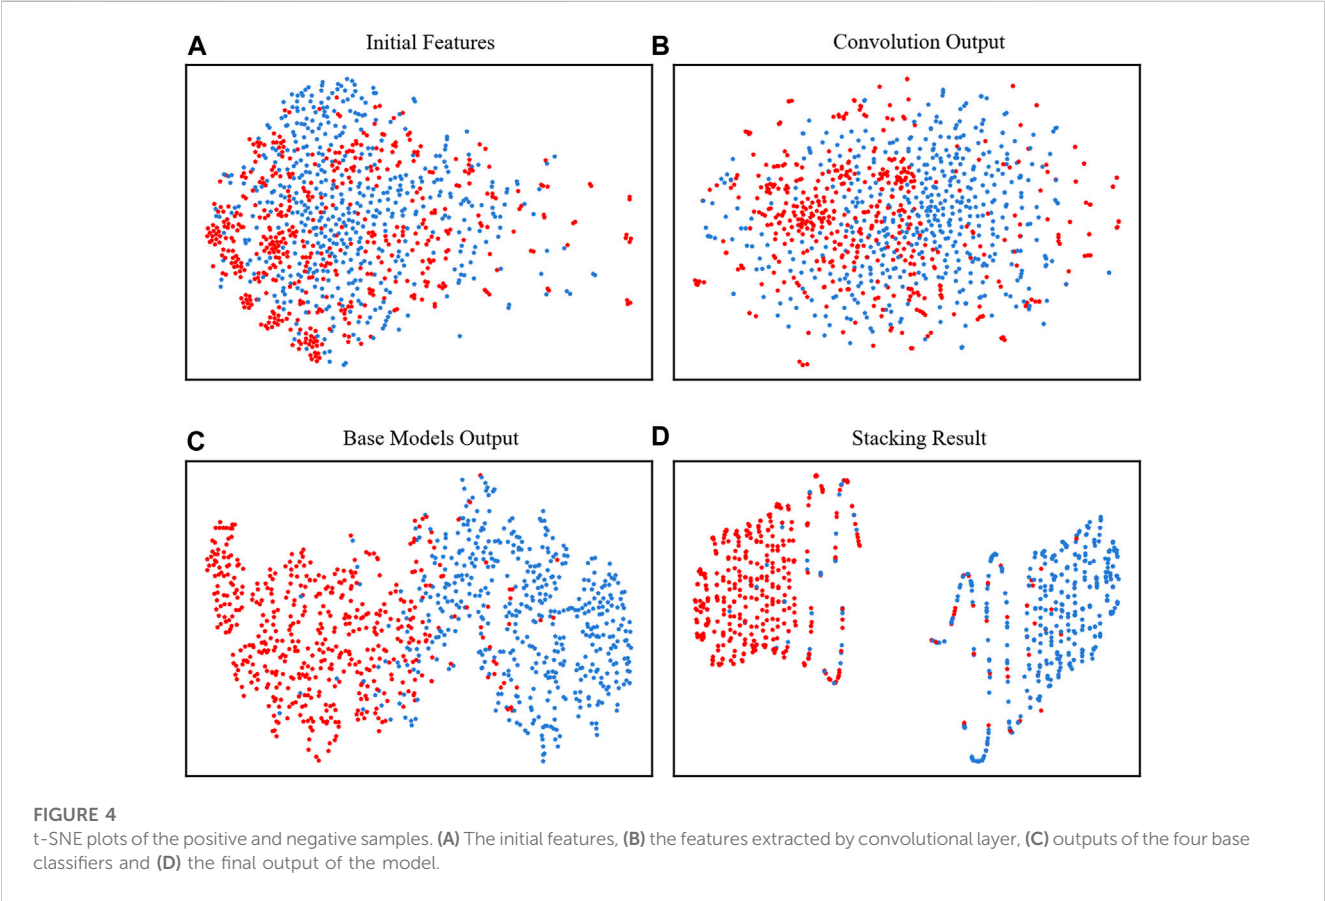 A
Initial Features
B
Convolution Output
C
Base Models Output
D
Stacking Result
FIGURE 4
t-SNE plots of the positive and negative samples. (A) The initial features, (B) the features extracted by convolutional layer, (C) outputs of the four base
classifiers and (D) the final output of the model.